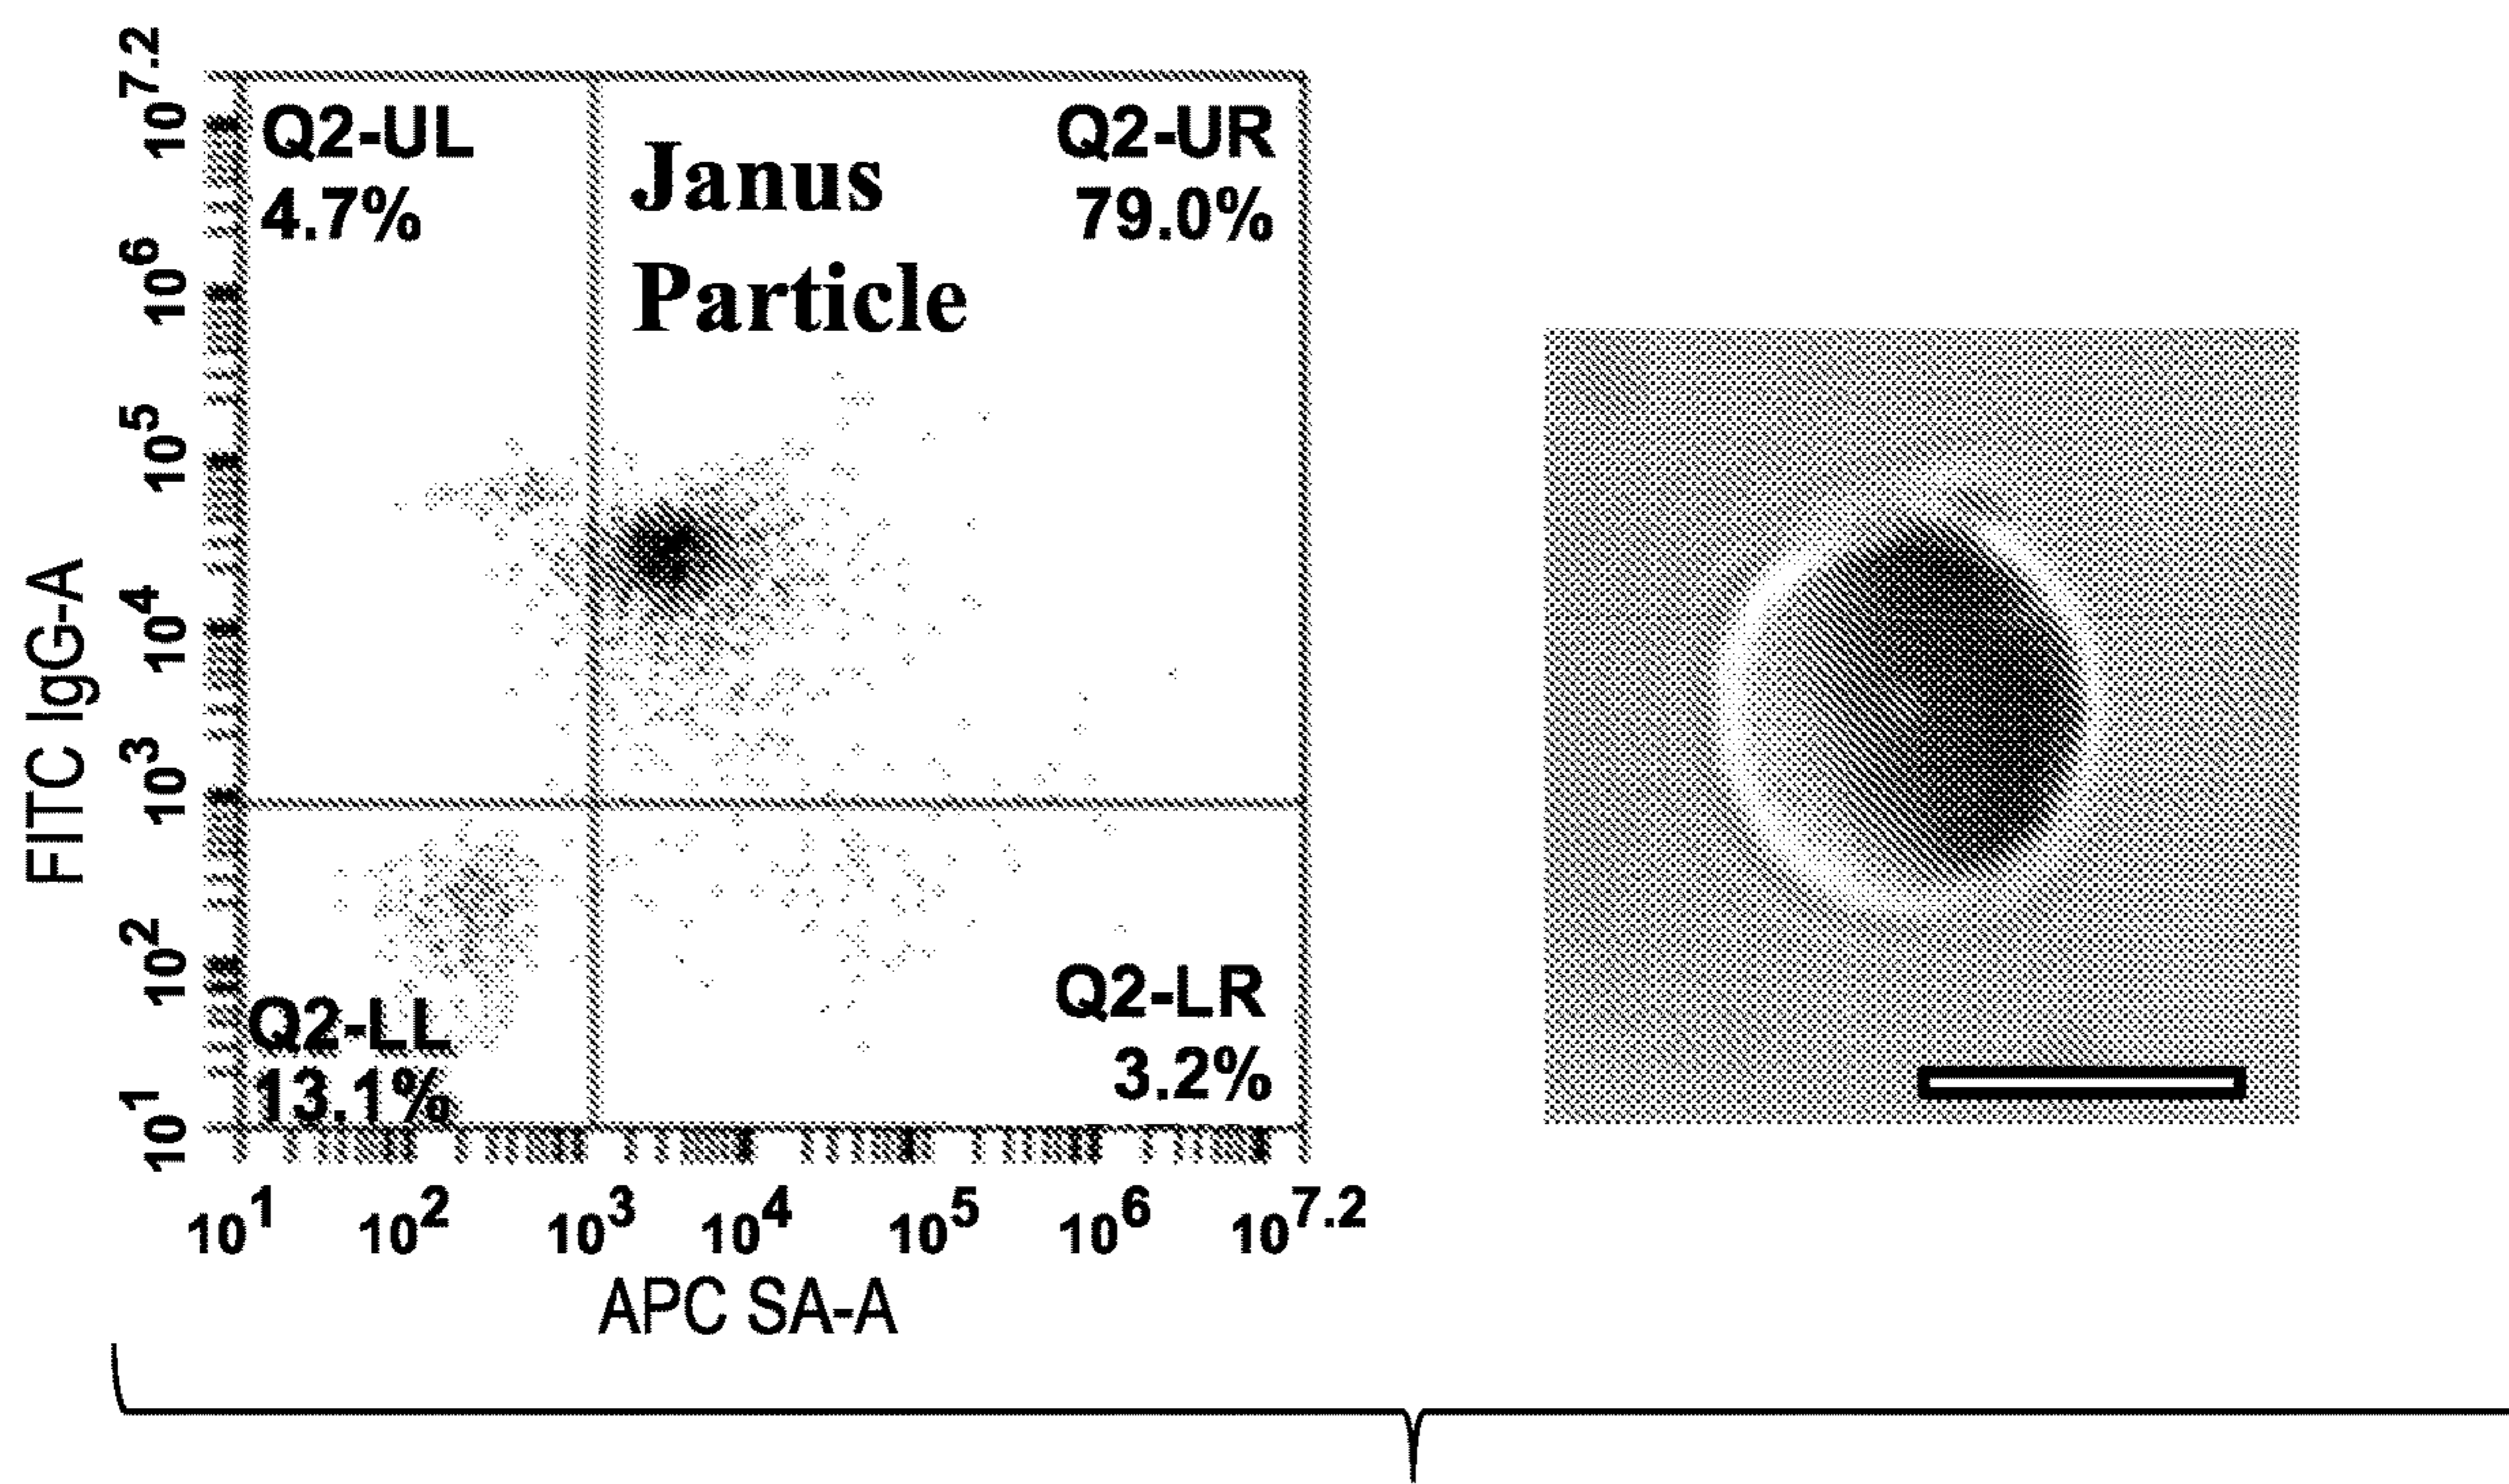 Q2-UL
4.7%
Janus
Particle
Q2-UR
79.0%
Q2-LL
13.1%
Q2-LR
3.2%
FITC IgG-A
10^7.2
10^6
10^5
10^4
10^3
10^2
10^1
10^1 10^2 10^3 10^4 10^5 10^6 10^7.2
APC SA-A